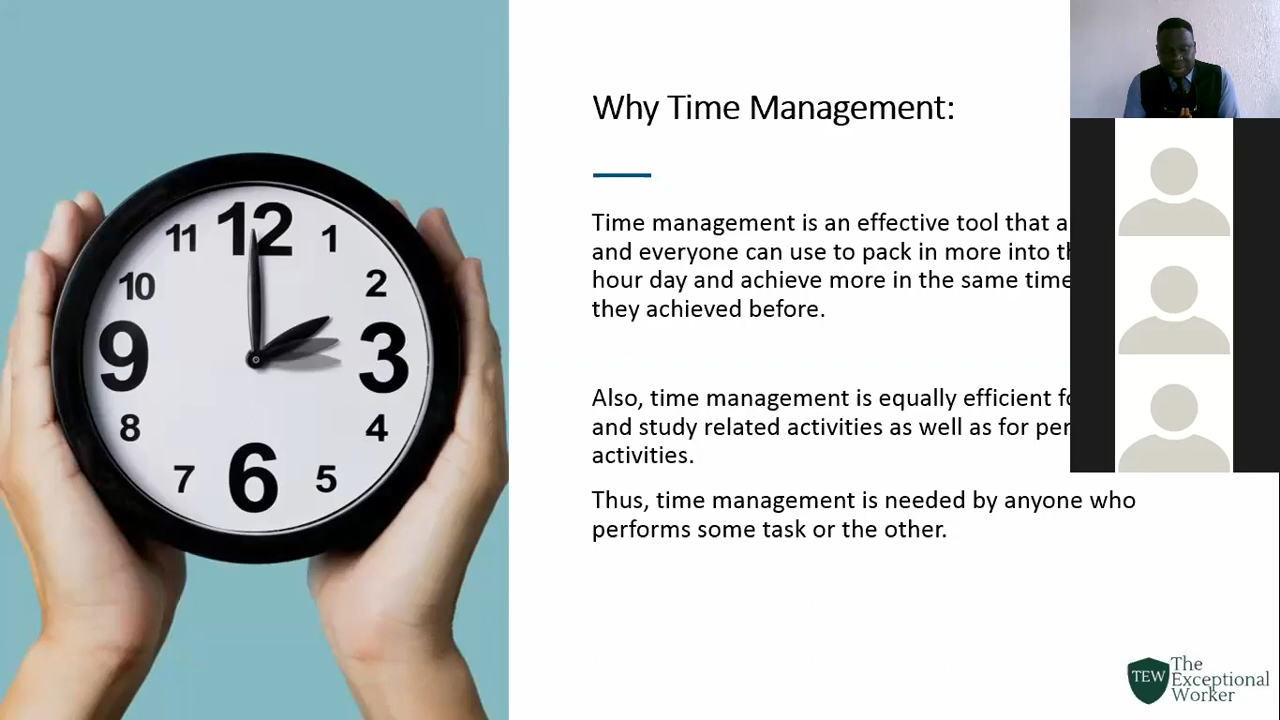 Why Time Management:
Time management is an effective tool that
and everyone can use to pack in more into
hour day and achieve more in the same time
they achieved before.
Also, time management is equally efficient
and study related activities as well as for
activities.
Thus, time management is needed by anyone who
performs some task or the other.
12
11
1
10
2
9
3
8
4
7
5
6
TEW
The
Exceptional
Worker